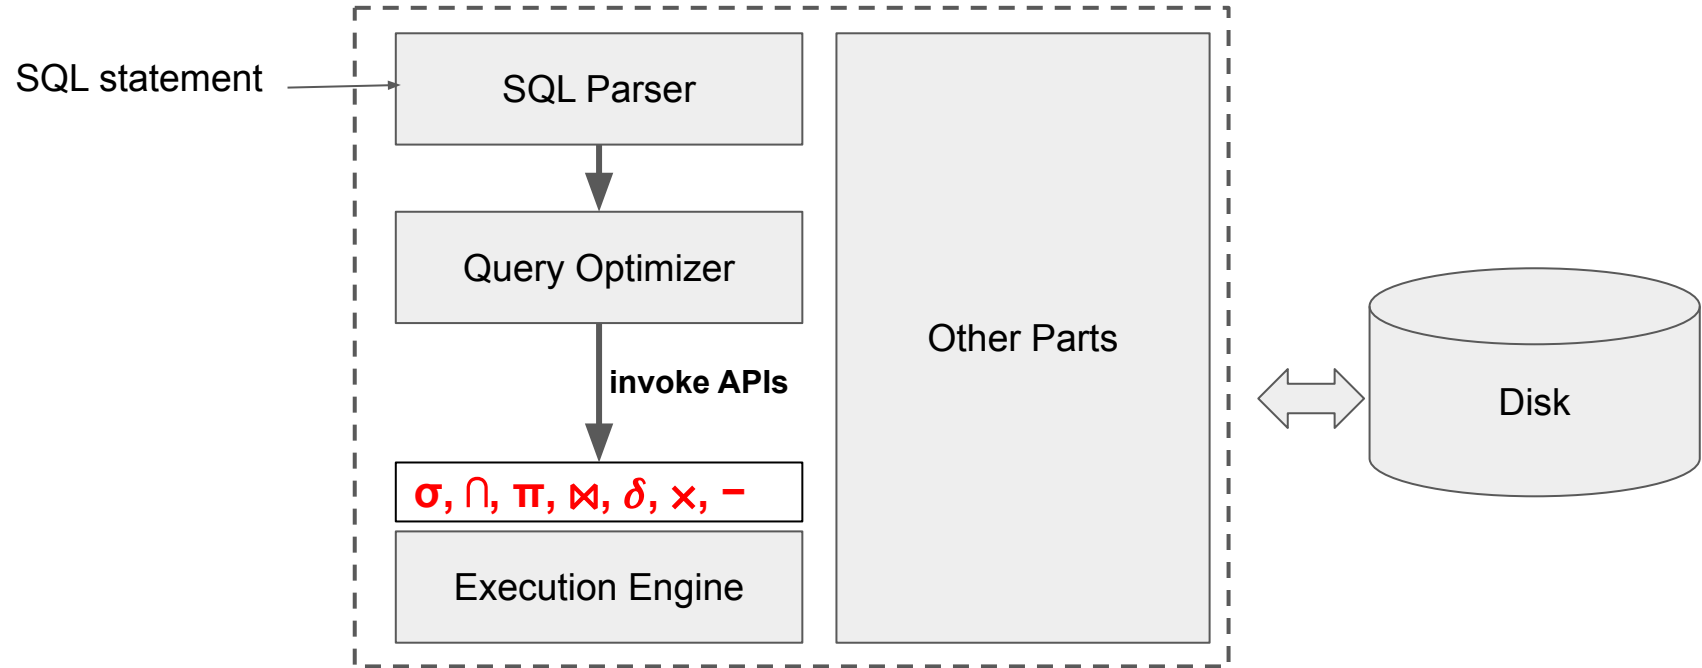 SQL statement
SQL Parser
Query Optimizer
invoke APIs
σ, ∩, π, ⋈, δ, ×, −
Execution Engine
Other Parts
Disk